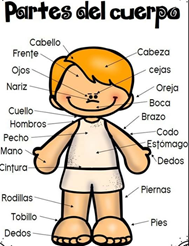 Partes del cuerpo
Cabello
Frente
Ojos
Nariz
Cuello
Hombros
Pecho
Mano
Cintura
Rodillas
Tobillo
Dedos
Cabeza
cejas
Oreja
Boca
Brazo
Codo
Estómago
Dedos
Piernas
Pies